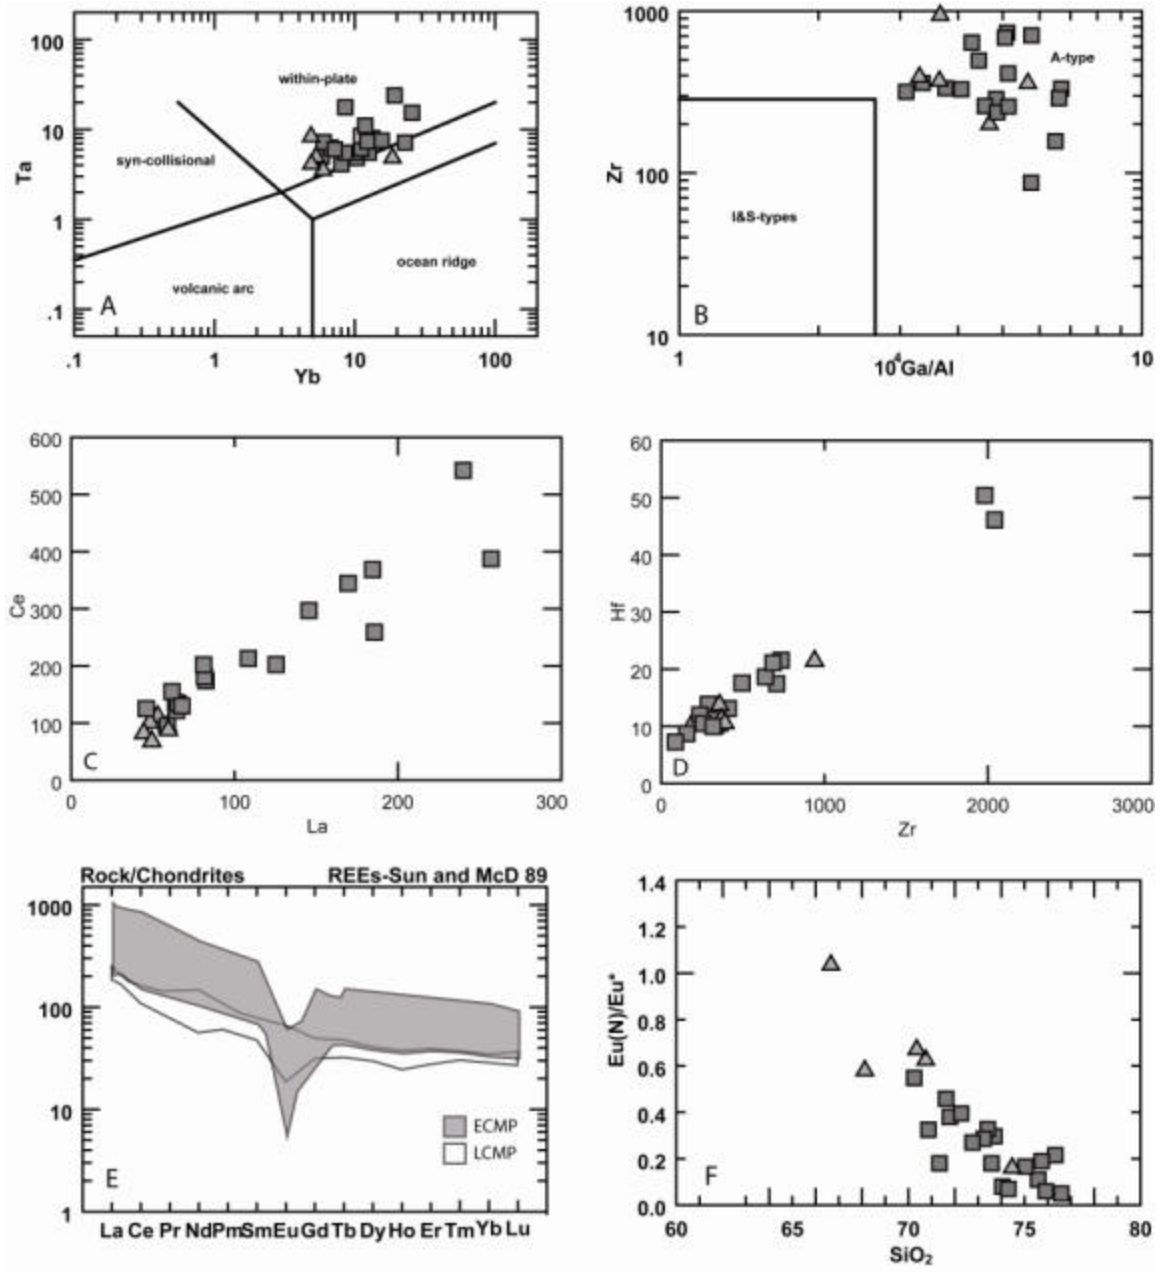 100
10
1
.1
Ta
within-plate
syn-collisional
volcanic arc
ocean ridge
A
.1
1
10
100
Yb
1000
100
10
Zr
A-type
I&S-types
B
1
10
10⁴Ga/Al
600
500
400
300
200
100
0
Ce
C
0
100
200
300
La
60
50
40
30
20
10
0
Hf
D
0
1000
2000
3000
Zr
Rock/Chondrites
REEs-Sun and McD 89
1000
100
10
1
ECMP
LCMP
E
La Ce Pr Nd Pm Sm Eu Gd Tb Dy Ho Er Tm Yb Lu
1.4
1.2
1.0
0.8
0.6
0.4
0.2
0.0
Eu(N)/Eu*
F
60
65
70
75
80
SiO₂